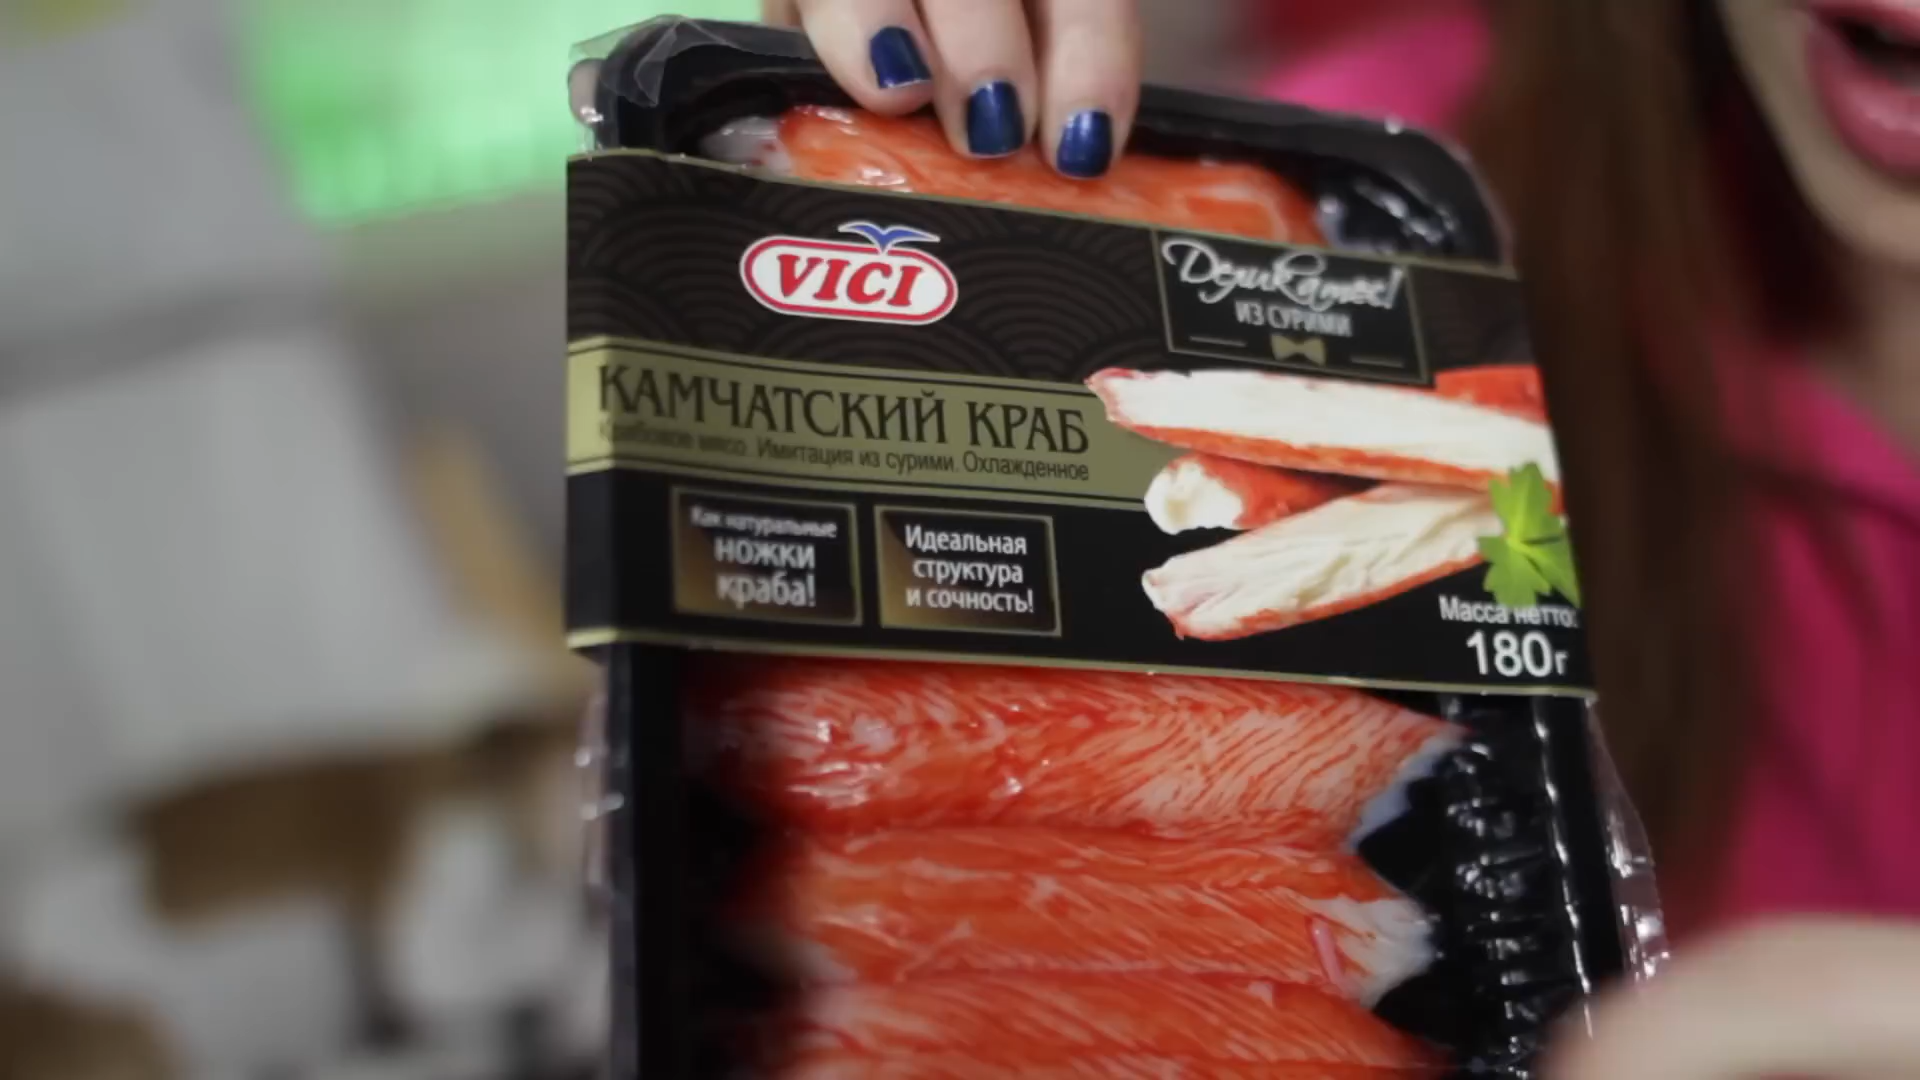 VICI
Деликатес!
ИЗ СУРИМИ
КАМЧАТСКИЙ КРАБ
Крабовое мясо. Имитация из сурими. Охлажденное
Как натуральные
ножки
краба!
Идеальная
структура
и сочность!
Масса нетто:
180г